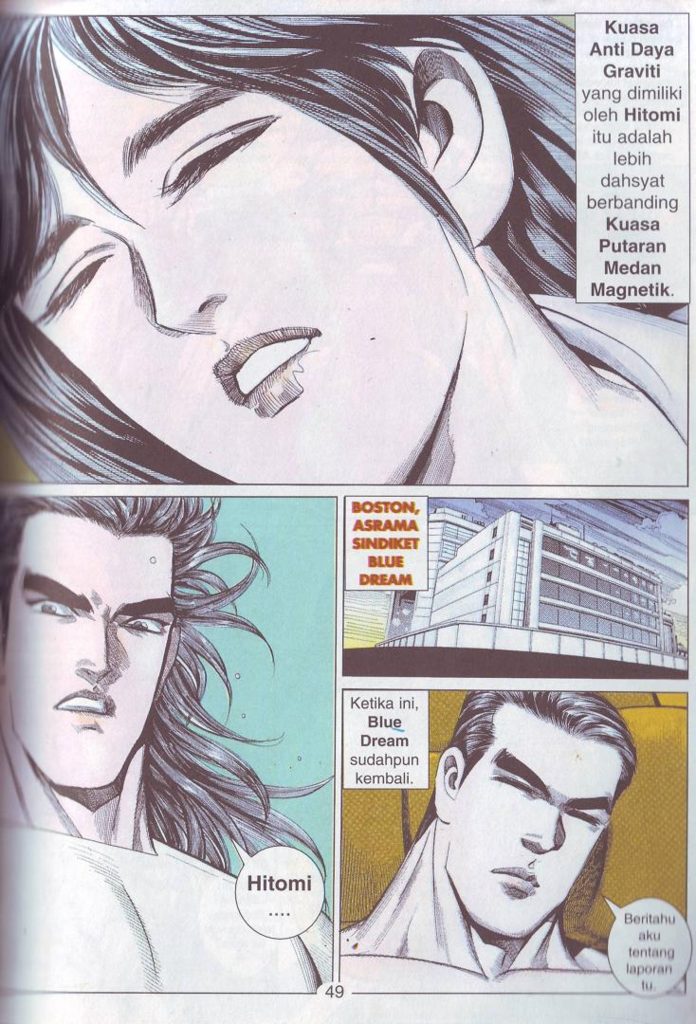 Kuasa
Anti Daya
Graviti
yang dimiliki
oleh Hitomi
itu adalah
lebih
dahsyat
berbanding
Kuasa
Putaran
Medan
Magnetik.
BOSTON,
ASRAMA
SINDIKET
BLUE
DREAM
Hitomi
....
Ketika ini,
Blue
Dream
sudahpun
kembali.
Beritahu
aku
tentang
laporan
tu.
49